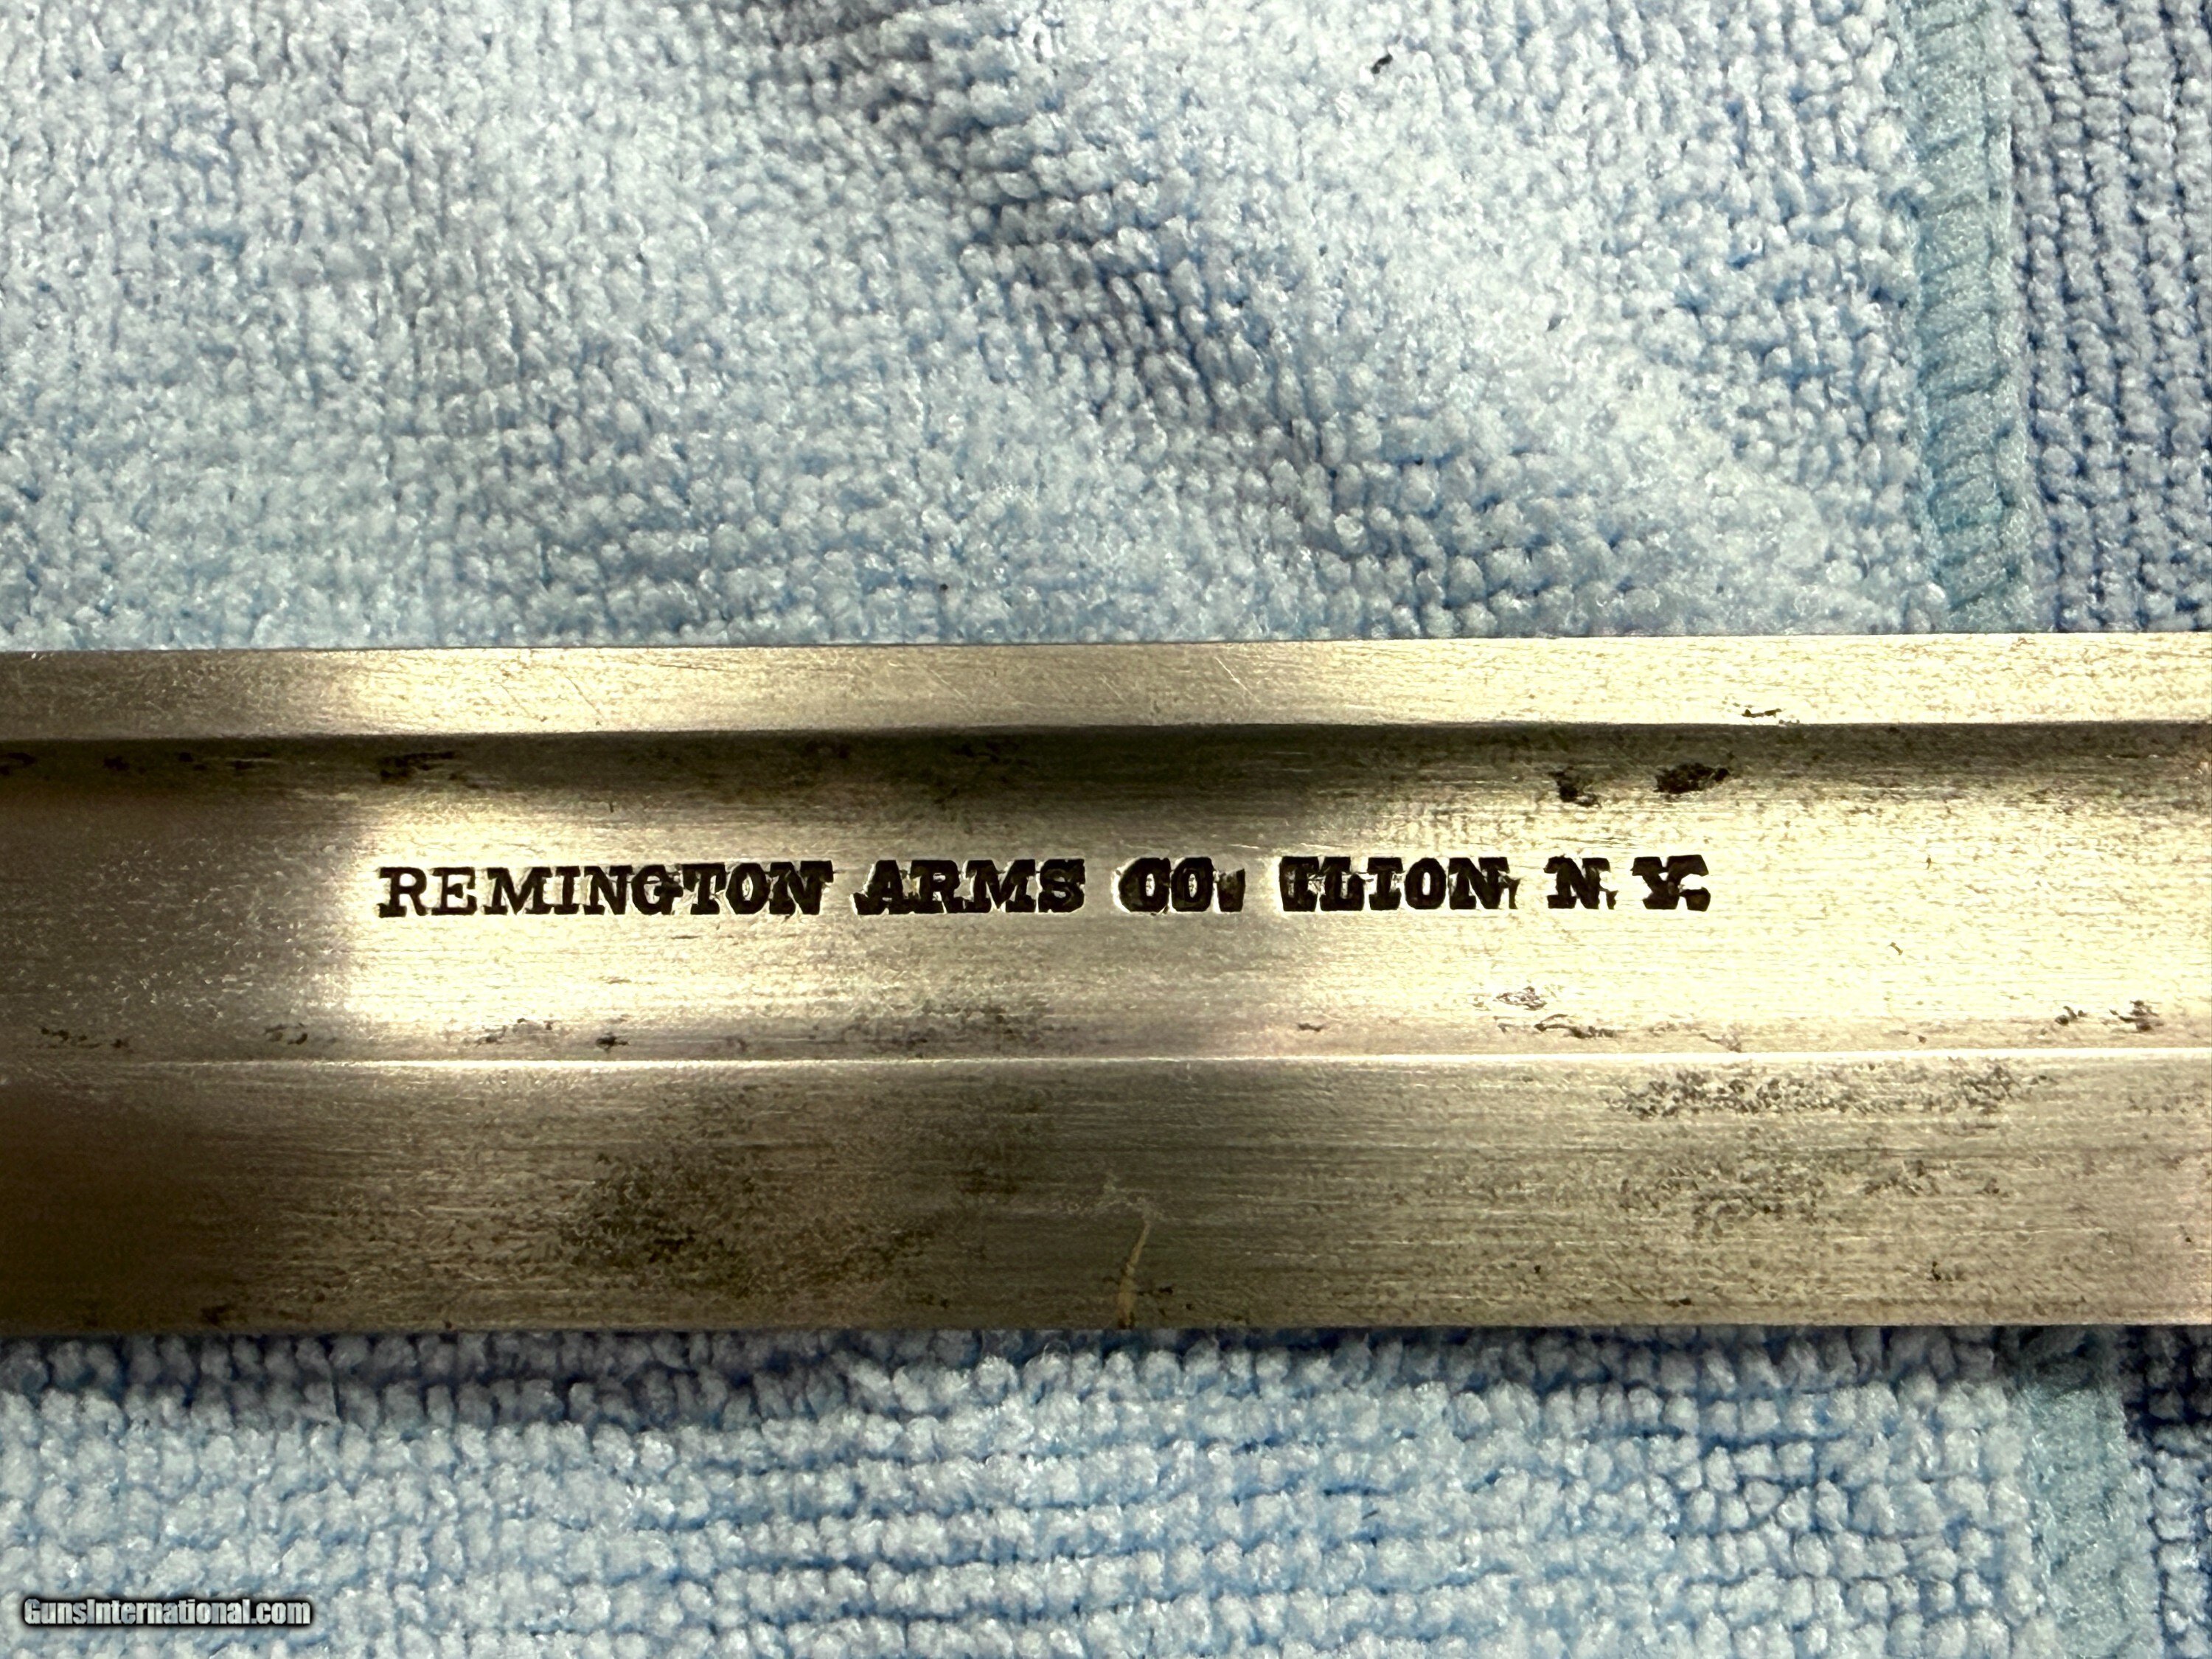 REMINGTON ARMS CO. ILION, N.Y.
GunsInternational.com